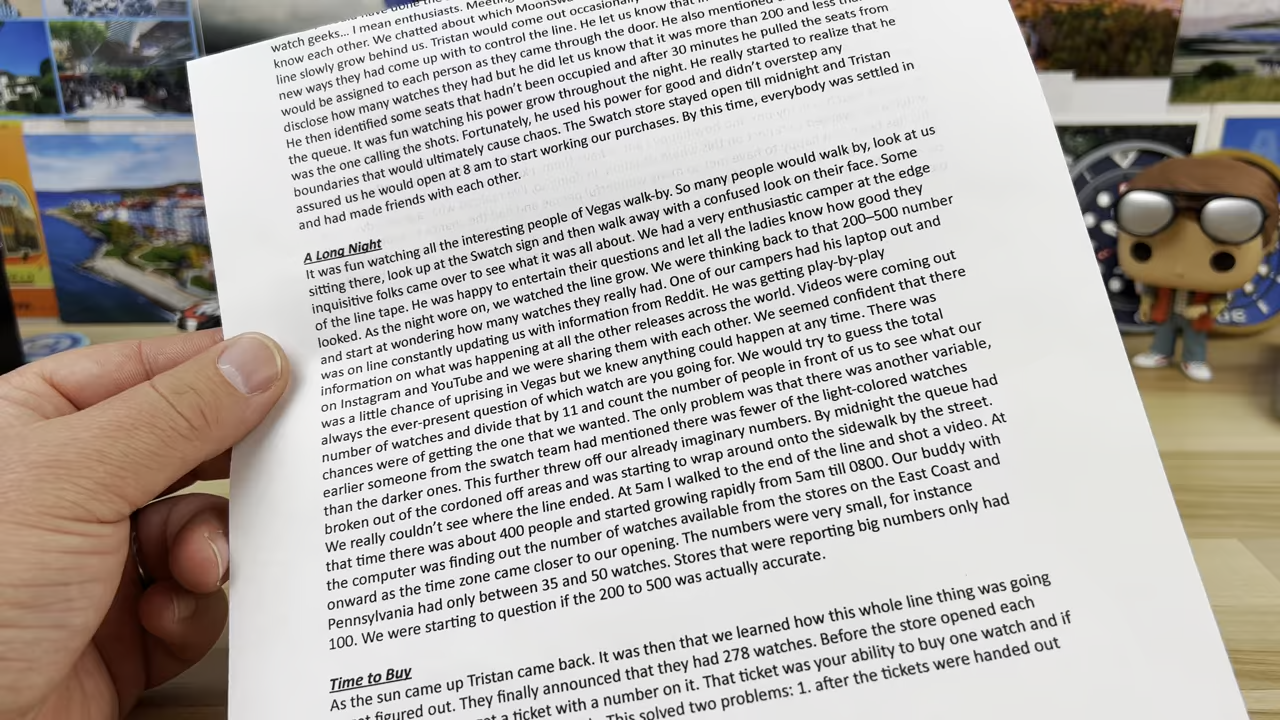 done the
watch geeks... I mean enthusiasts. Meeting
know each other. We chatted about which MoonSwa
line slowly grow behind us. Tristan would come out occasionally
new ways they had come up with to control the line. He let us know that
would be assigned to each person as they came through the door. He also mentioned
disclose how many watches they had but he did let us know that it was more than 200 and less
He then identified some seats that hadn't been occupied and after 30 minutes he pulled the seats from
the queue. It was fun watching his power grow throughout the night. He really started to realize that he
was the one calling the shots. Fortunately, he used his power for good and didn't overstep any
boundaries that would ultimately cause chaos. The Swatch store stayed open till midnight and Tristan
assured us he would open at 8 am to start working our purchases. By this time, everybody was settled in
and had made friends with each other.
A Long Night
It was fun watching all the interesting people of Vegas walk-by. So many people would walk by, look at us
sitting there, look up at the Swatch sign and then walk away with a confused look on their face. Some
inquisitive folks came over to see what it was all about. We had a very enthusiastic camper at the edge
of the line tape. He was happy to entertain their questions and let all the ladies know how good they
looked. As the night wore on, we watched the line grow. We were thinking back to that 200–500 number
and start at wondering how many watches they really had. One of our campers had his laptop out and
was on line constantly updating us with information from Reddit. He was getting play-by-play
information on what was happening at all the other releases across the world. Videos were coming out
on Instagram and YouTube and we were sharing them with each other. We seemed confident that there
was a little chance of uprising in Vegas but we knew anything could happen at any time. There was
always the ever-present question of which watch are you going for. We would try to guess the total
number of watches and divide that by 11 and count the number of people in front of us to see what our
chances were of getting the one that we wanted. The only problem was that there was another variable,
earlier someone from the swatch team had mentioned there was fewer of the light-colored watches
than the darker ones. This further threw off our already imaginary numbers. By midnight the queue had
broken out of the cordoned off areas and was starting to wrap around onto the sidewalk by the street.
We really couldn't see where the line ended. At 5am I walked to the end of the line and shot a video. At
that time there was about 400 people and started growing rapidly from 5am till 0800. Our buddy with
the computer was finding out the number of watches available from the stores on the East Coast and
onward as the time zone came closer to our opening. The numbers were very small, for instance
Pennsylvania had only between 35 and 50 watches. Stores that were reporting big numbers only had
100. We were starting to question if the 200 to 500 was actually accurate.
Time to Buy
As the sun came up Tristan came back. It was then that we learned how this whole line thing was going
figured out. They finally announced that they had 278 watches. Before the store opened each
a ticket with a number on it. That ticket was your ability to buy one watch and if
This solved two problems: 1. after the tickets were handed out